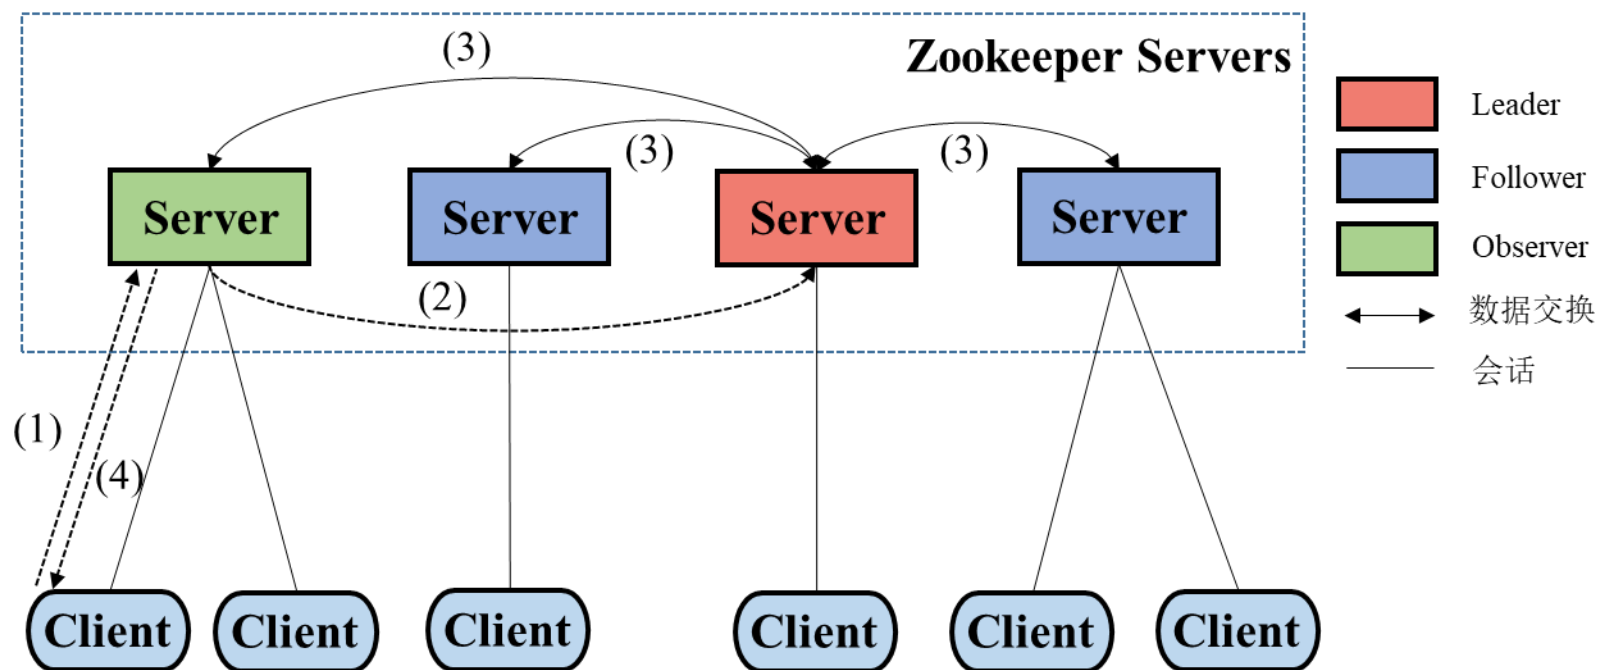 (3)
Zookeeper Servers
(3)
(3)
Server
Server
Server
Server
(2)
(1)
(4)
Client
Client
Client
Client
Client
Client
Leader
Follower
Observer
数据交换
会话